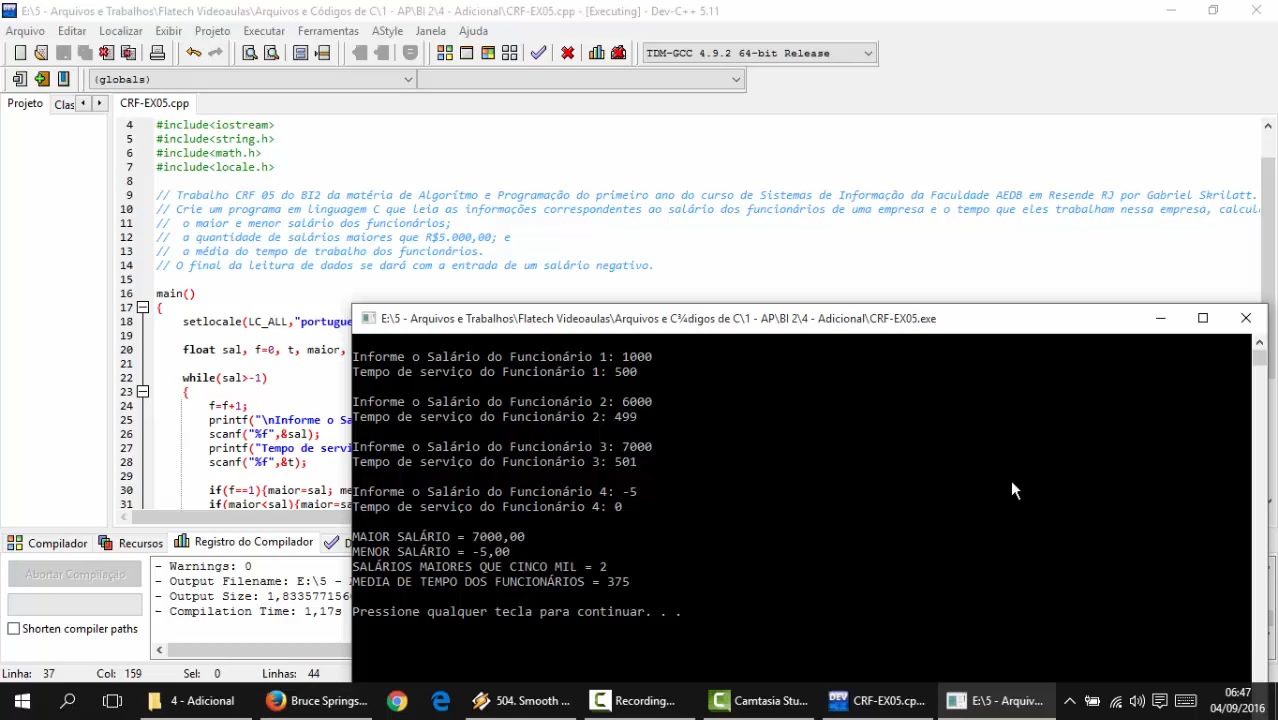 E:\5 - Arquivos e Trabalhos\Flatech Videoaulas\Arquivos e Códigos de C\1 - AP\BI 2\4 - Adicional\CRF-EX05.cpp - [Executing] - Dev-C++ 5.11
Arquivo Editar Localizar Exibir Projeto Executar Ferramentas AStyle Janela Ajuda
TDM-GCC 4.9.2 64-bit Release
(globals)
Projeto Clas CRF-EX05.cpp
4 #include<iostream>
5 #include<string.h>
6 #include<math.h>
7 #include<locale.h>
8
9 // Trabalho CRF 05 do BI2 da matéria de Algorítmo e Programação do primeiro ano do curso de Sistemas de Informação da Faculdade AEDB em Resende RJ por Gabriel Skrilatt.
10 // Crie um programa em linguagem C que leia as informações correspondentes ao salário dos funcionários de uma empresa e o tempo que eles trabalham nessa empresa, calcul
11 // o maior e menor salário dos funcionários;
12 // a quantidade de salários maiores que R$5.000,00; e
13 // a média do tempo de trabalho dos funcionários.
14 // O final da leitura de dados se dará com a entrada de um salário negativo.
15
16 main()
17 {
18 setlocale(LC_ALL,"portugue
19
20 float sal, f=0, t, maior,
21
22 while(sal>-1)
23 {
24 f=f+1;
25 printf("\nInforme o Sa
26 scanf("%f",&sal);
27 printf("Tempo de servi
28 scanf("%f",&t);
29
30 if(f==1){maior=sal; me
31 if(maior<sal){maior=sa
E:\5 - Arquivos e Trabalhos\Flatech Videoaulas\Arquivos e C¾digos de C\1 - AP\BI 2\4 - Adicional\CRF-EX05.exe
Informe o Salário do Funcionário 1: 1000
Tempo de serviço do Funcionário 1: 500
Informe o Salário do Funcionário 2: 6000
Tempo de serviço do Funcionário 2: 499
Informe o Salário do Funcionário 3: 7000
Tempo de serviço do Funcionário 3: 501
Informe o Salário do Funcionário 4: -5
Tempo de serviço do Funcionário 4: 0
MAIOR SALÁRIO = 7000,00
MENOR SALÁRIO = -5,00
SALÁRIOS MAIORES QUE CINCO MIL = 2
MEDIA DE TEMPO DOS FUNCIONÁRIOS = 375
Pressione qualquer tecla para continuar. . .
Compilador Recursos Registro do Compilador D
Abortar Compilação
Shorten compiler paths
- Warnings: 0
- Output Filename: E:\5 -
- Output Size: 1,833577156
- Compilation Time: 1,17s
Linha: 37 Col: 159 Sel: 0 Linhas: 44
4 - Adicional Bruce Springs... 504. Smooth ... Recording... Camtasia Stu... CRF-EX05.cp... E:\5 - Arquiv...
06:47
04/09/2016